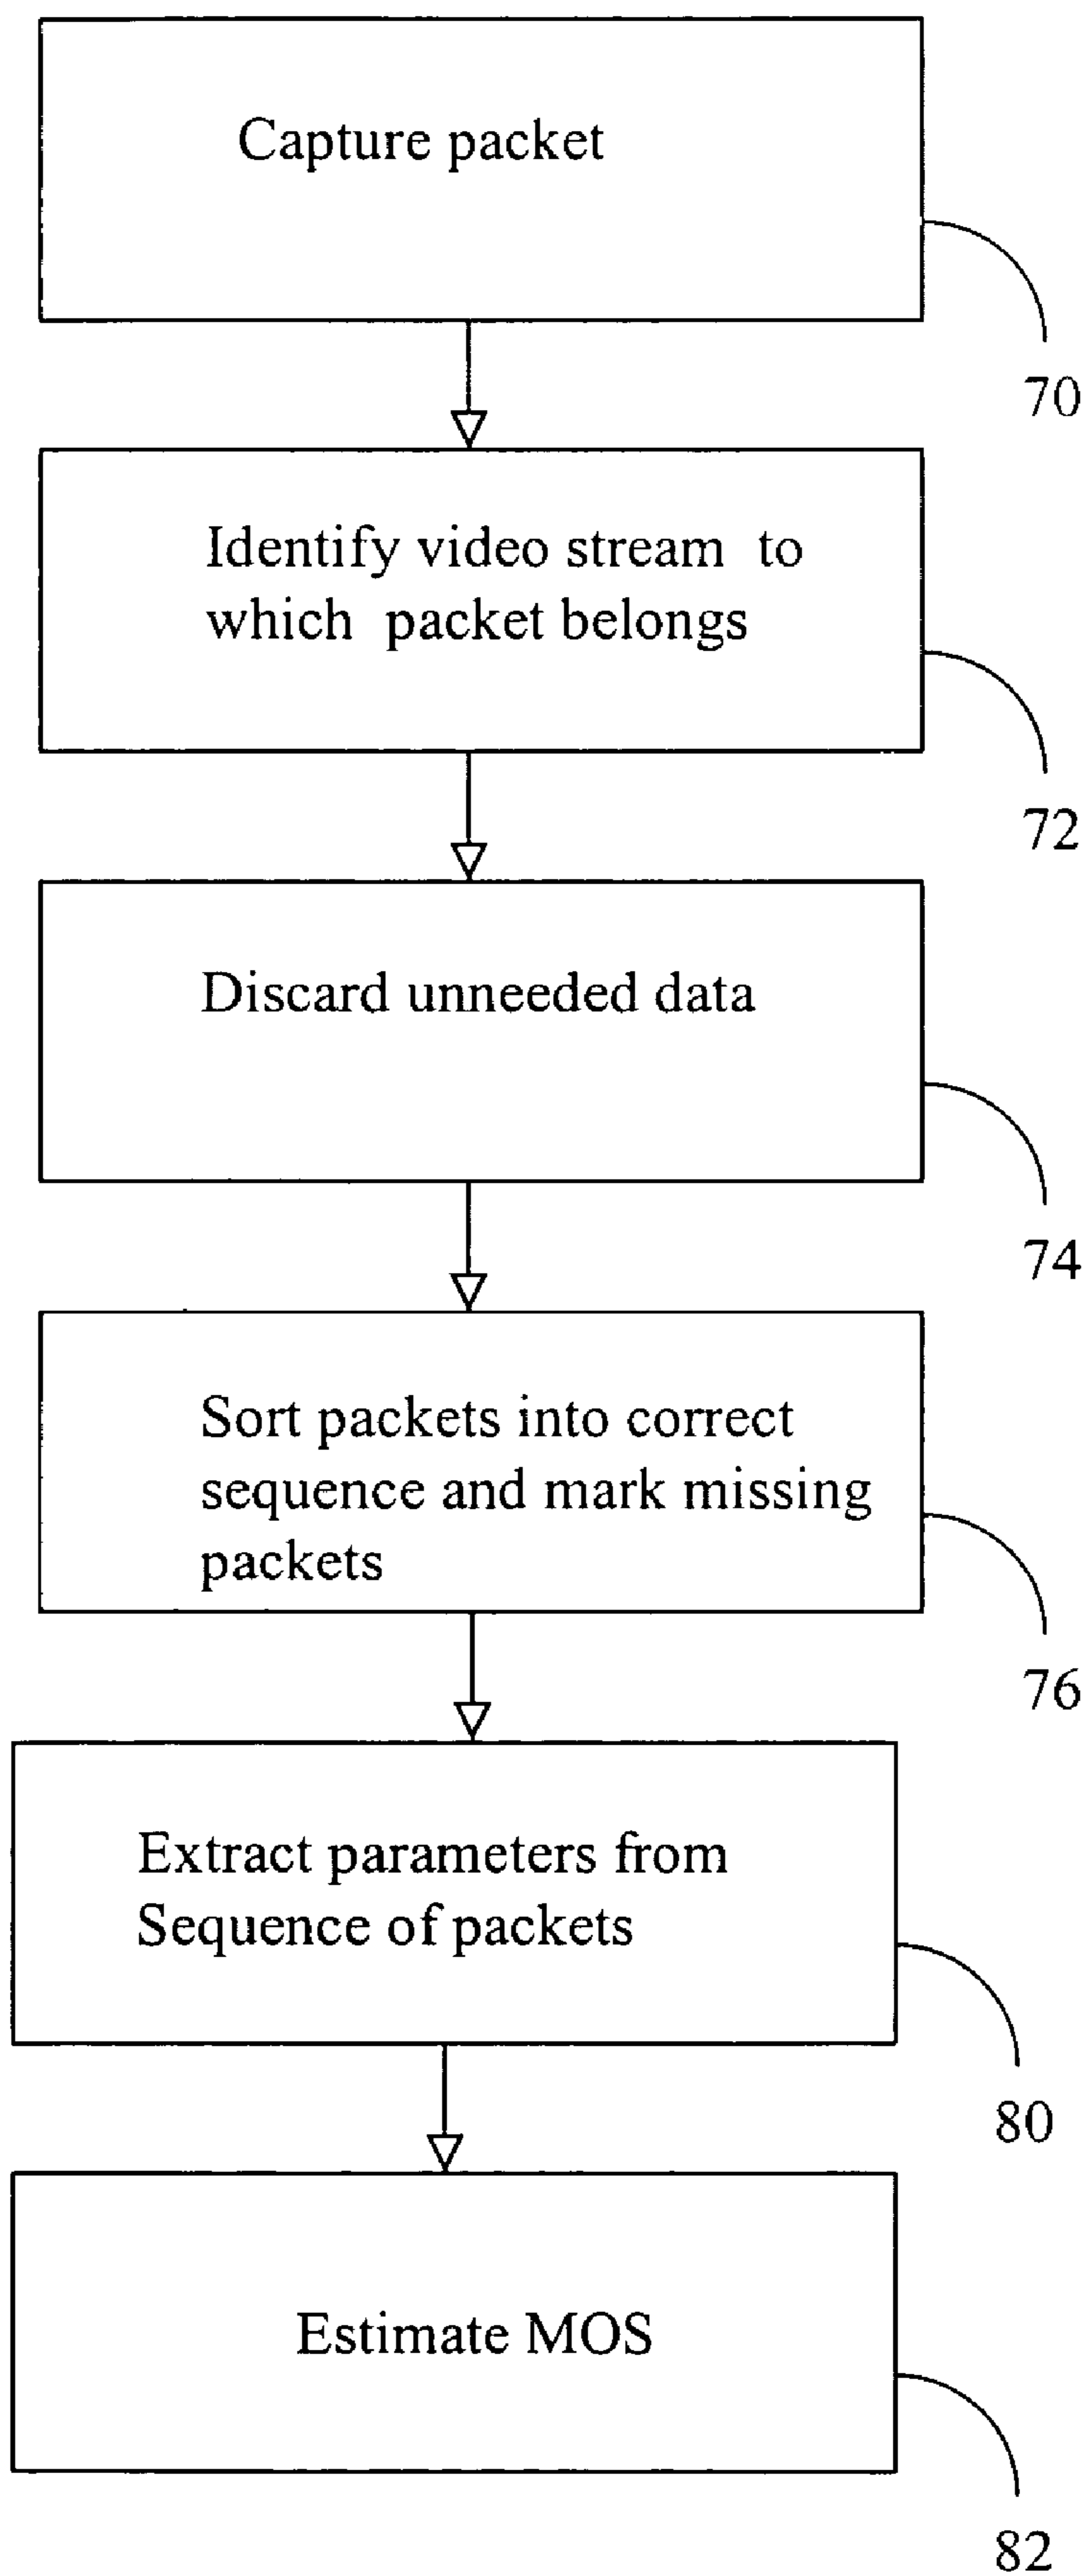 Capture packet
70
Identify video stream to
which packet belongs
72
Discard unneeded data
74
Sort packets into correct
sequence and mark missing
packets
76
Extract parameters from
Sequence of packets
80
Estimate MOS
82